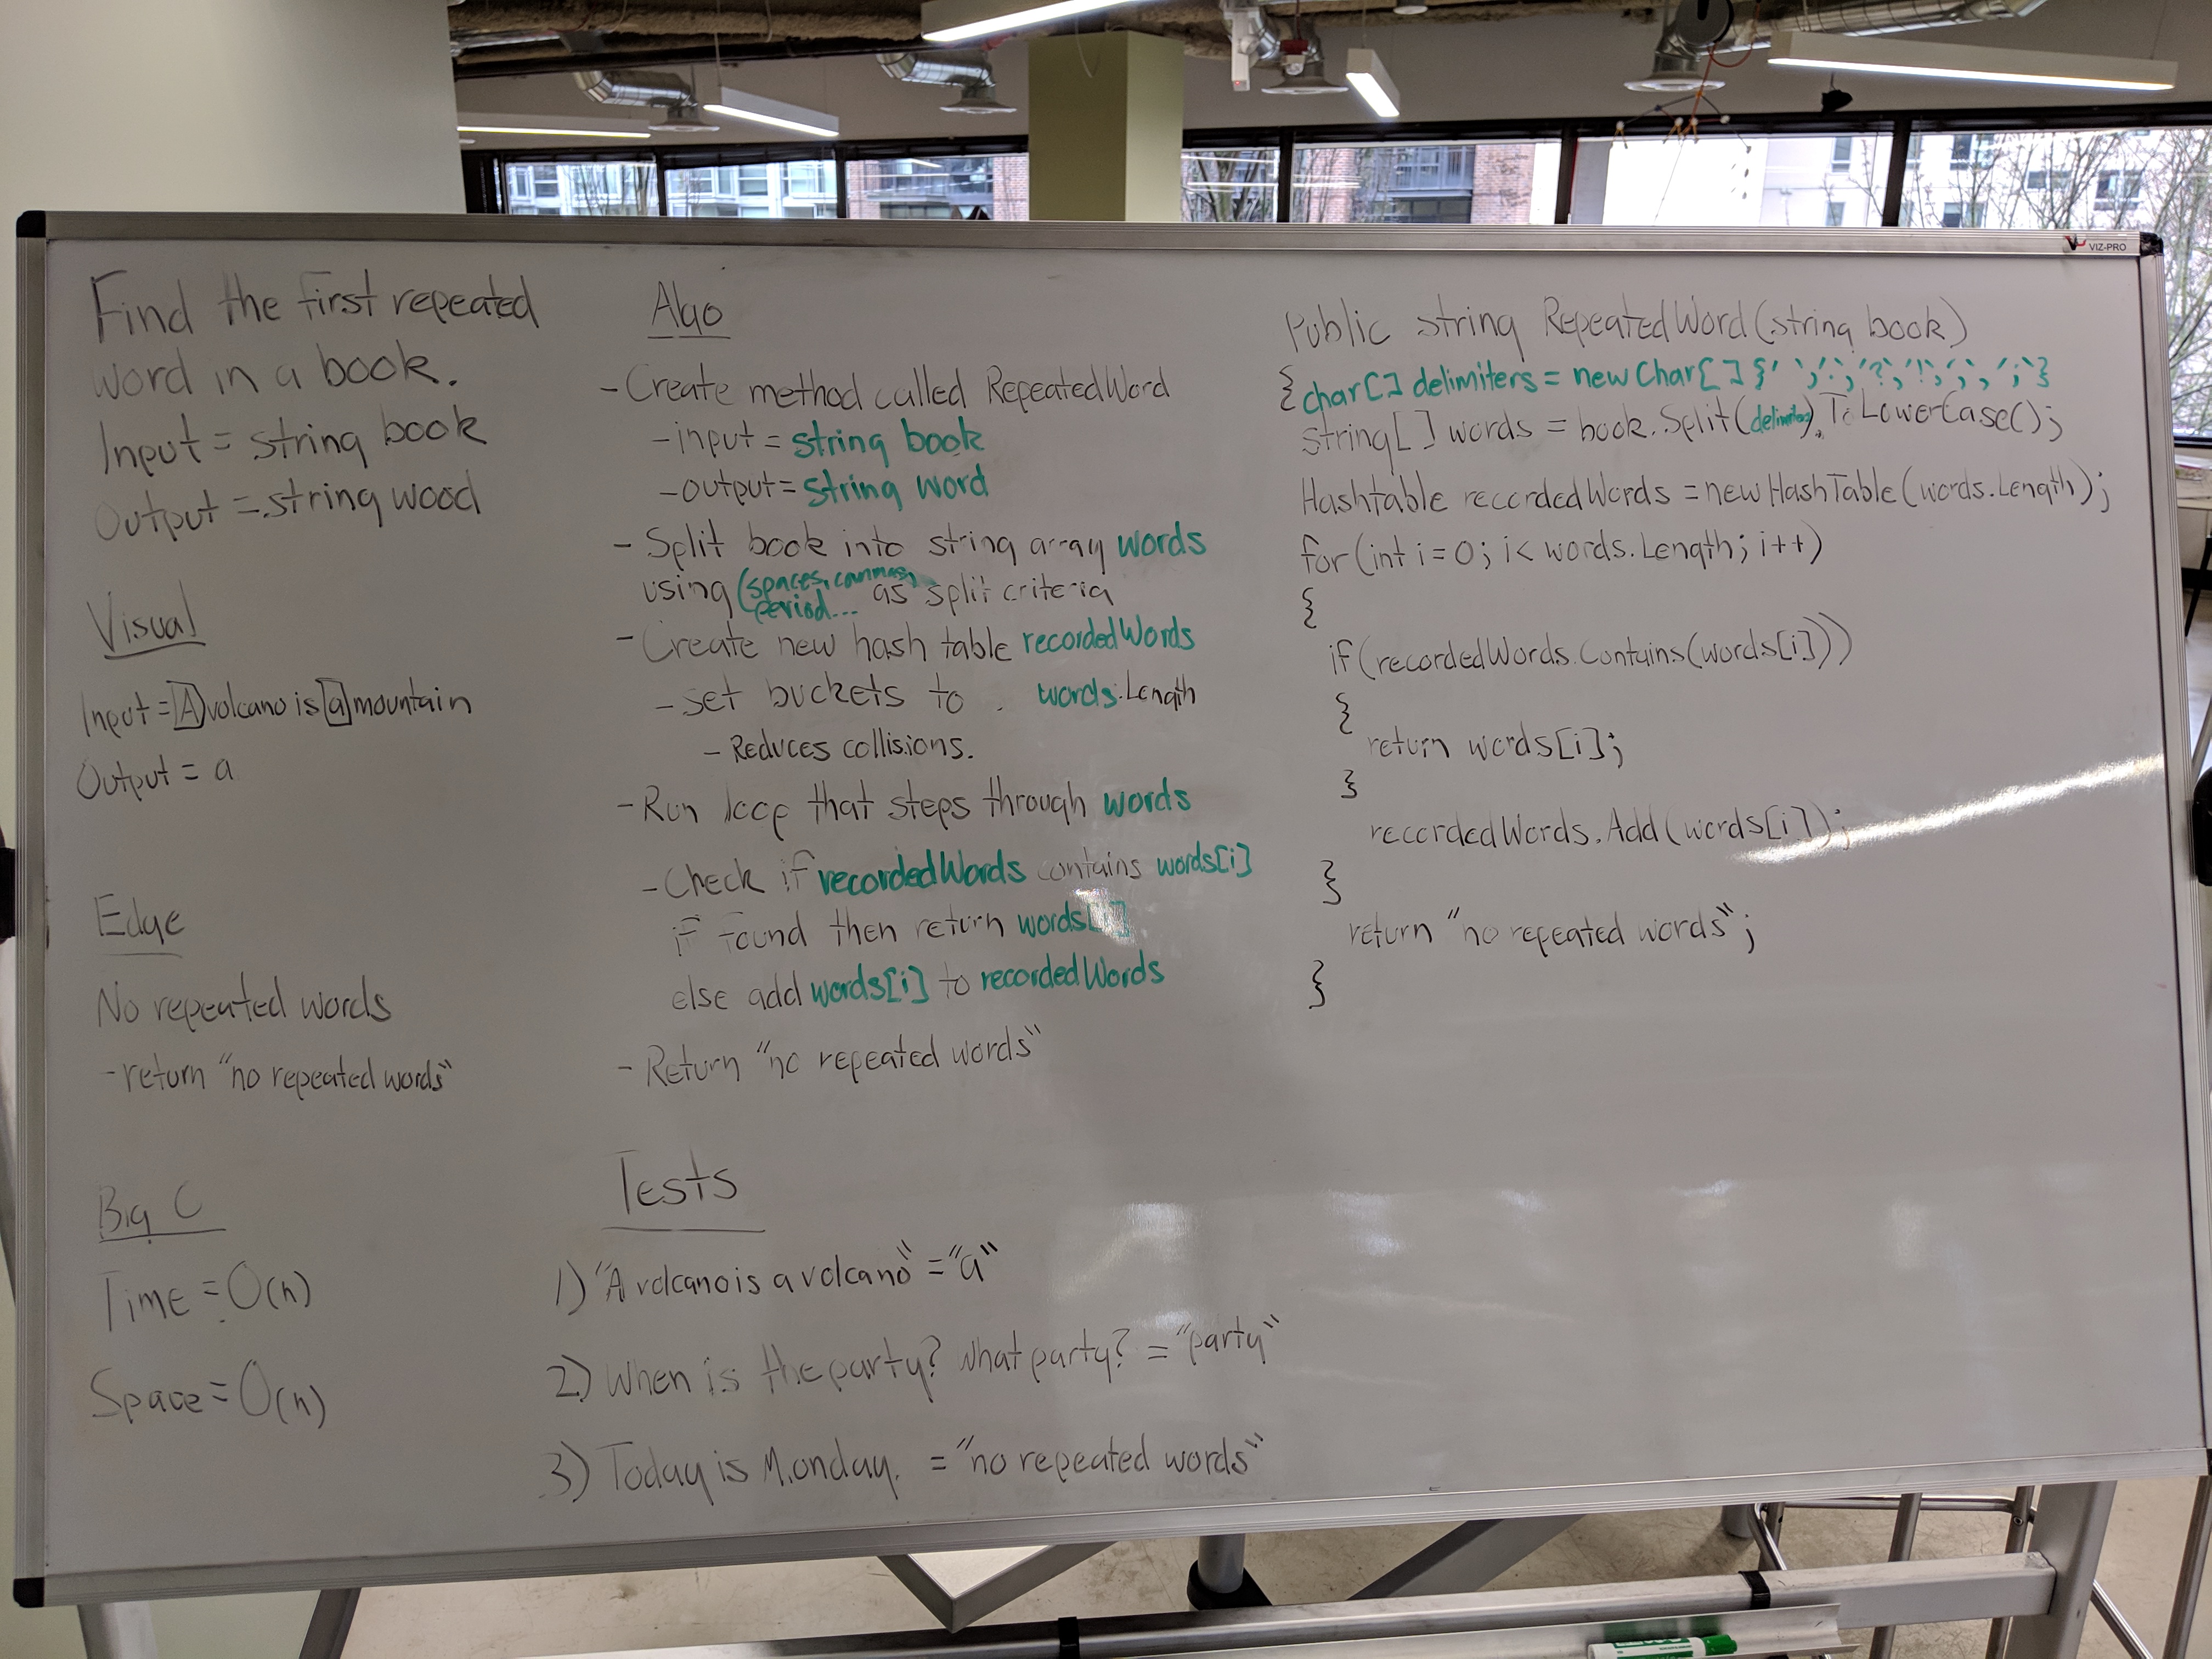 Find the first repeated
word in a book.
Input = string book
Output = string word
Visual
Input = A volcano is a mountain
Output = a
Edge
No repeated words
- return "no repeated words"
Big O
Time = O(n)
Space = O(n)
Algo
- Create method called RepeatedWord
- input = string book
- output = string word
- Split book into string array words
using (spaces, commas,
period... as split criteria
- Create new hash table recordedWords
- set buckets to words.Length
- Reduces collisions.
- Run loop that steps through words
- Check if recordedWords contains words[i]
if found then return words[i]
else add words[i] to recordedWords
- Return "no repeated words"
Tests
1) "A volcano is a volcano" = "a"
2) When is the party? What party? = "party"
3) Today is Monday. = "no repeated words"
Public string RepeatedWord(string book)
{ char[] delimiters = new Char[] {' ', '.', '?', '!', ',', ';'}
string[] words = book.Split(delimiters).ToLowerCase();
Hashtable recordedWords = new HashTable(words.Length);
for(int i = 0; i < words.Length; i++)
{
if(recordedWords.Contains(words[i]))
{
return words[i];
}
recordedWords.Add(words[i]);
}
return "no repeated words";
}
VIZ-PRO